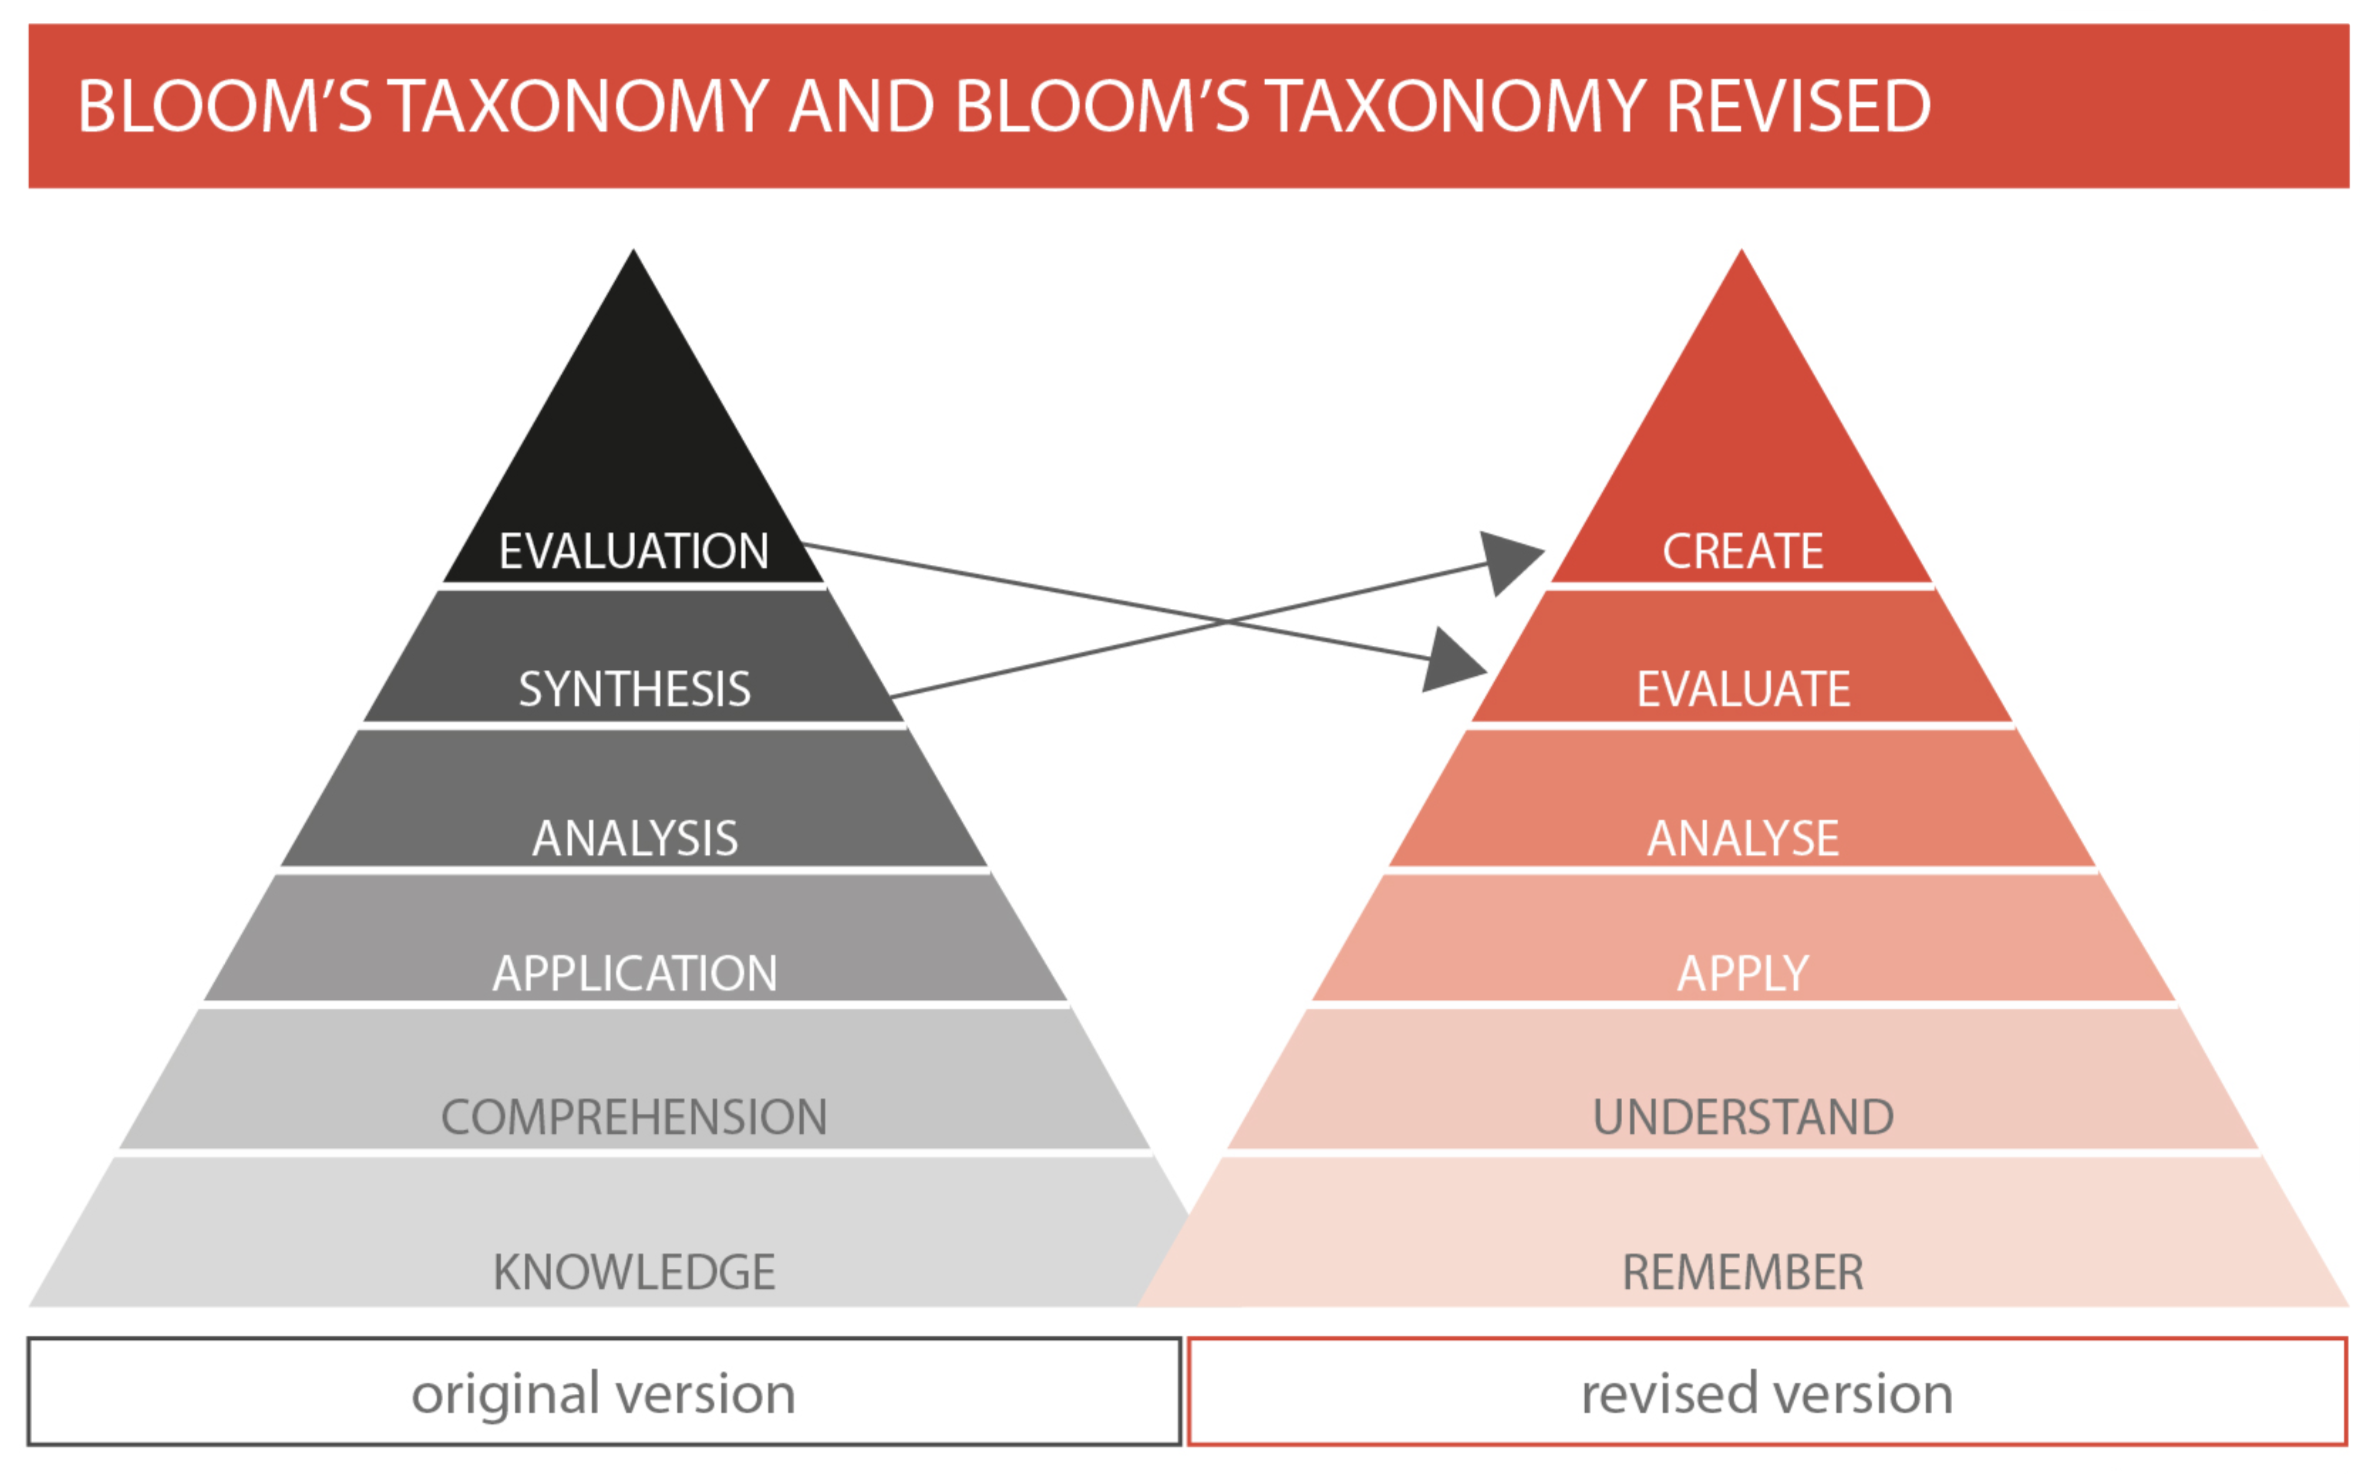 BLOOM’S TAXONOMY AND BLOOM’S TAXONOMY REVISED
EVALUATION
SYNTHESIS
ANALYSIS
APPLICATION
COMPREHENSION
KNOWLEDGE
original version
CREATE
EVALUATE
ANALYSE
APPLY
UNDERSTAND
REMEMBER
revised version